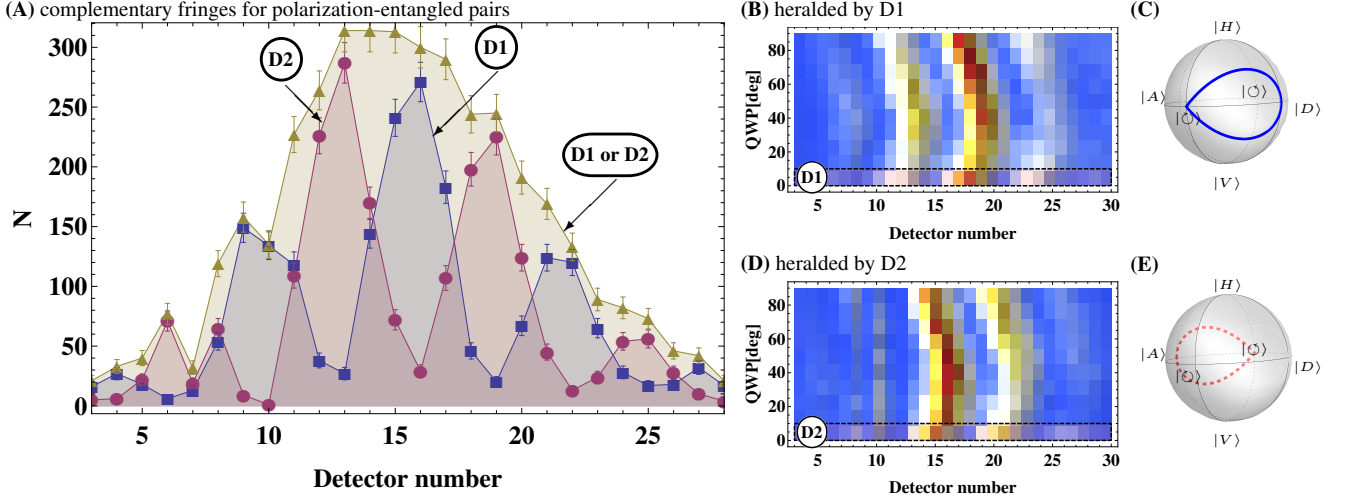 (A) complementary fringes for polarization-entangled pairs
N
300
250
200
150
100
50
0
D2
D1
D1 or D2
5 10 15 20 25
Detector number
(B) heralded by D1
QWP[deg]
80
60
40
20
0
D1
5 10 15 20 25 30
Detector number
(C)
|H⟩
|A⟩
|↺⟩
|↻⟩
|D⟩
|V⟩
(D) heralded by D2
QWP[deg]
80
60
40
20
0
D2
5 10 15 20 25 30
Detector number
(E)
|H⟩
|A⟩
|↺⟩
|↻⟩
|D⟩
|V⟩